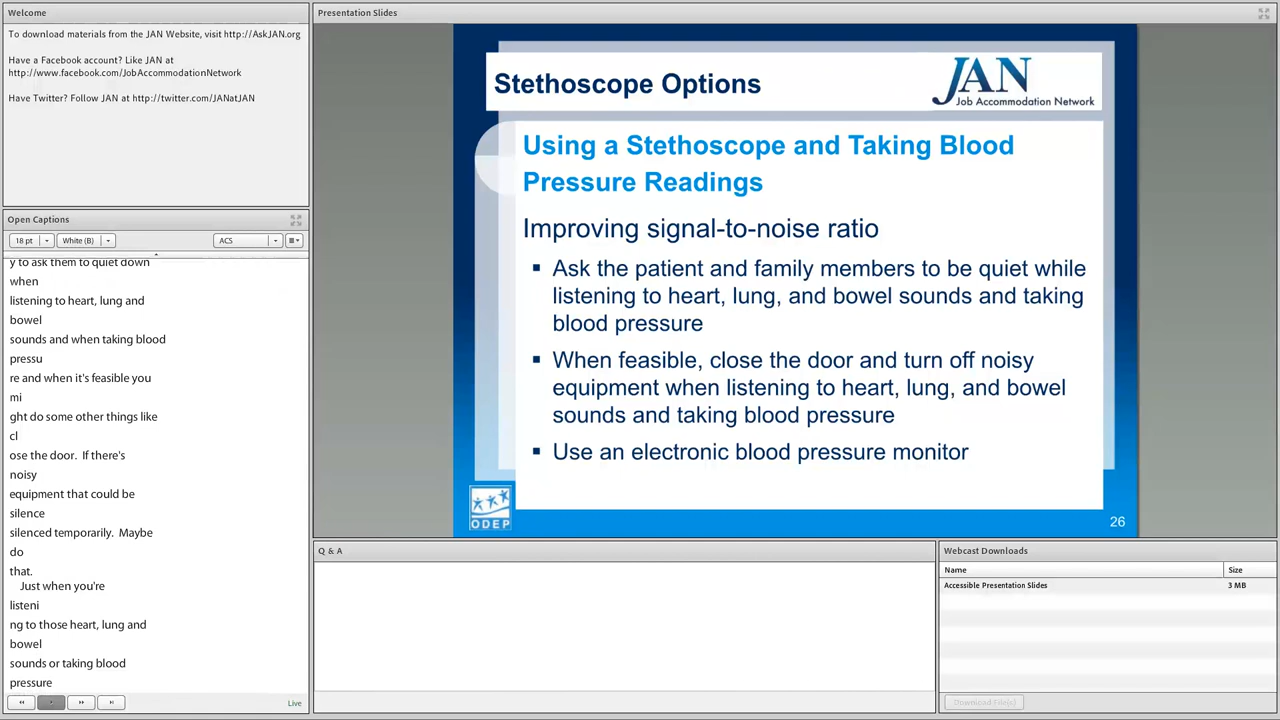 Welcome
To download materials from the JAN Website, visit http://AskJAN.org
Have a Facebook account? Like JAN at
http://www.facebook.com/JobAccommodationNetwork
Have Twitter? Follow JAN at http://twitter.com/JANatJAN
Open Captions
18 pt
White (B)
ACS
y to ask them to quiet down
when
listening to heart, lung and
bowel
sounds and when taking blood
pressu
re and when it's feasible you
mi
ght do some other things like
cl
ose the door. If there's
noisy
equipment that could be
silence
silenced temporarily. Maybe
do
that.
Just when you're
listeni
ng to those heart, lung and
bowel
sounds or taking blood
pressure
Live
Presentation Slides
Stethoscope Options
JAN
Job Accommodation Network
Using a Stethoscope and Taking Blood
Pressure Readings
Improving signal-to-noise ratio
▪ Ask the patient and family members to be quiet while
listening to heart, lung, and bowel sounds and taking
blood pressure
▪ When feasible, close the door and turn off noisy
equipment when listening to heart, lung, and bowel
sounds and taking blood pressure
▪ Use an electronic blood pressure monitor
ODEP
26
Q & A
Webcast Downloads
Name Size
Accessible Presentation Slides 3 MB
Download File(s)